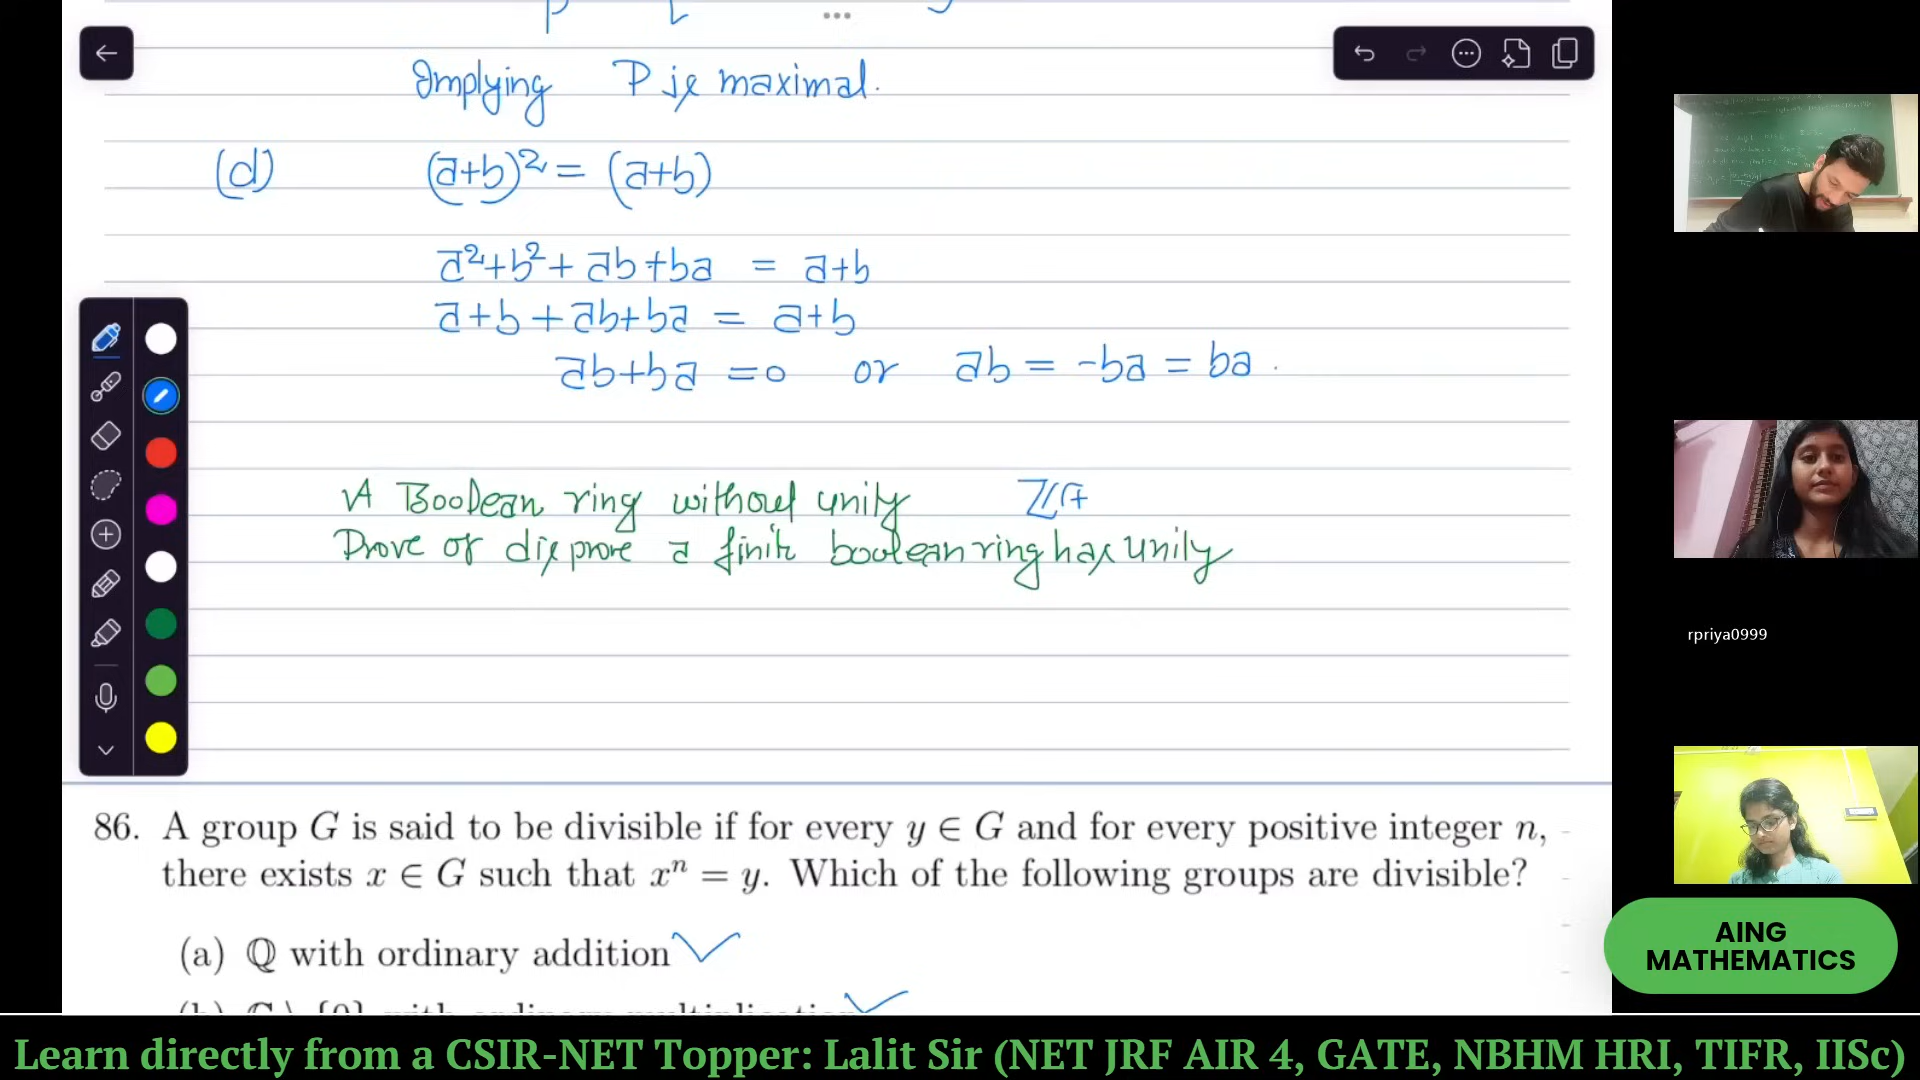 Implying P is maximal.
(d) (a+b)² = (a+b)
a²+b²+ ab+ba = a+b
a+b+ab+ba = a+b
ab+ba =0 or ab = -ba = ba .
A Boolean ring without unity
Prove or disprove a finite boolean ring has unity
86. A group G is said to be divisible if for every y ∈ G and for every positive integer n,
there exists x ∈ G such that xⁿ = y. Which of the following groups are divisible?
(a) ℚ with ordinary addition
rpriya0999
AING
MATHEMATICS
Learn directly from a CSIR-NET Topper: Lalit Sir (NET JRF AIR 4, GATE, NBHM HRI, TIFR, IISc)